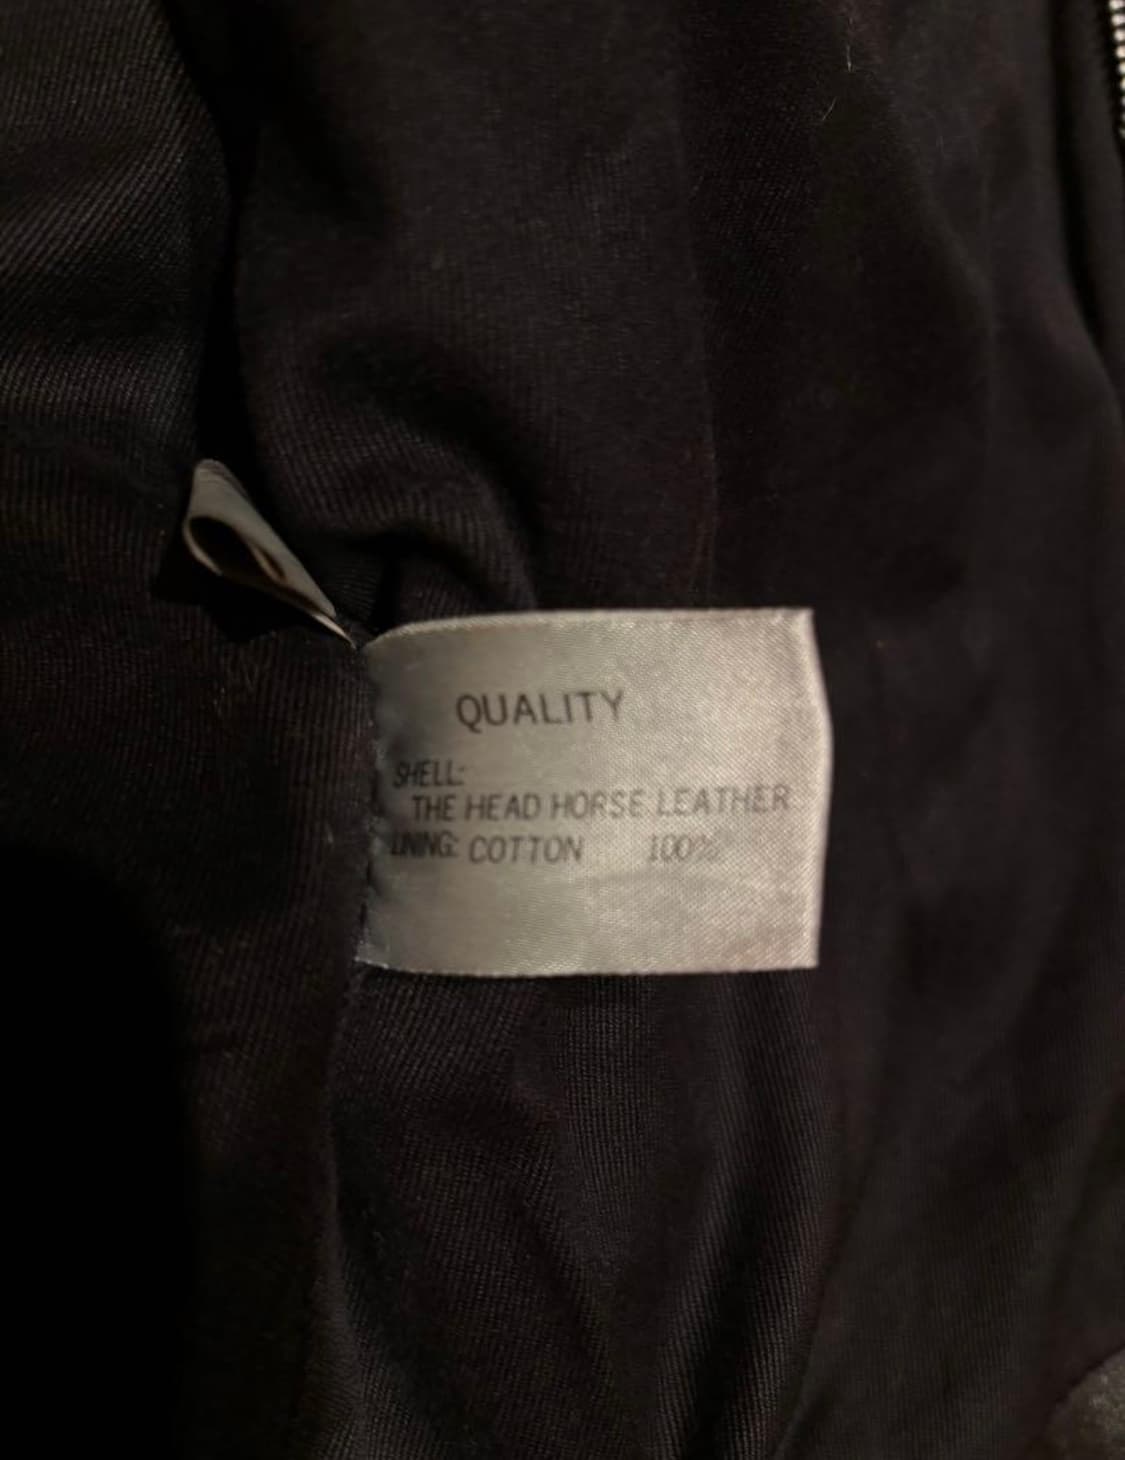 QUALITY
SHELL:
THE HEAD HORSE LEATHER
LINING: COTTON 100%